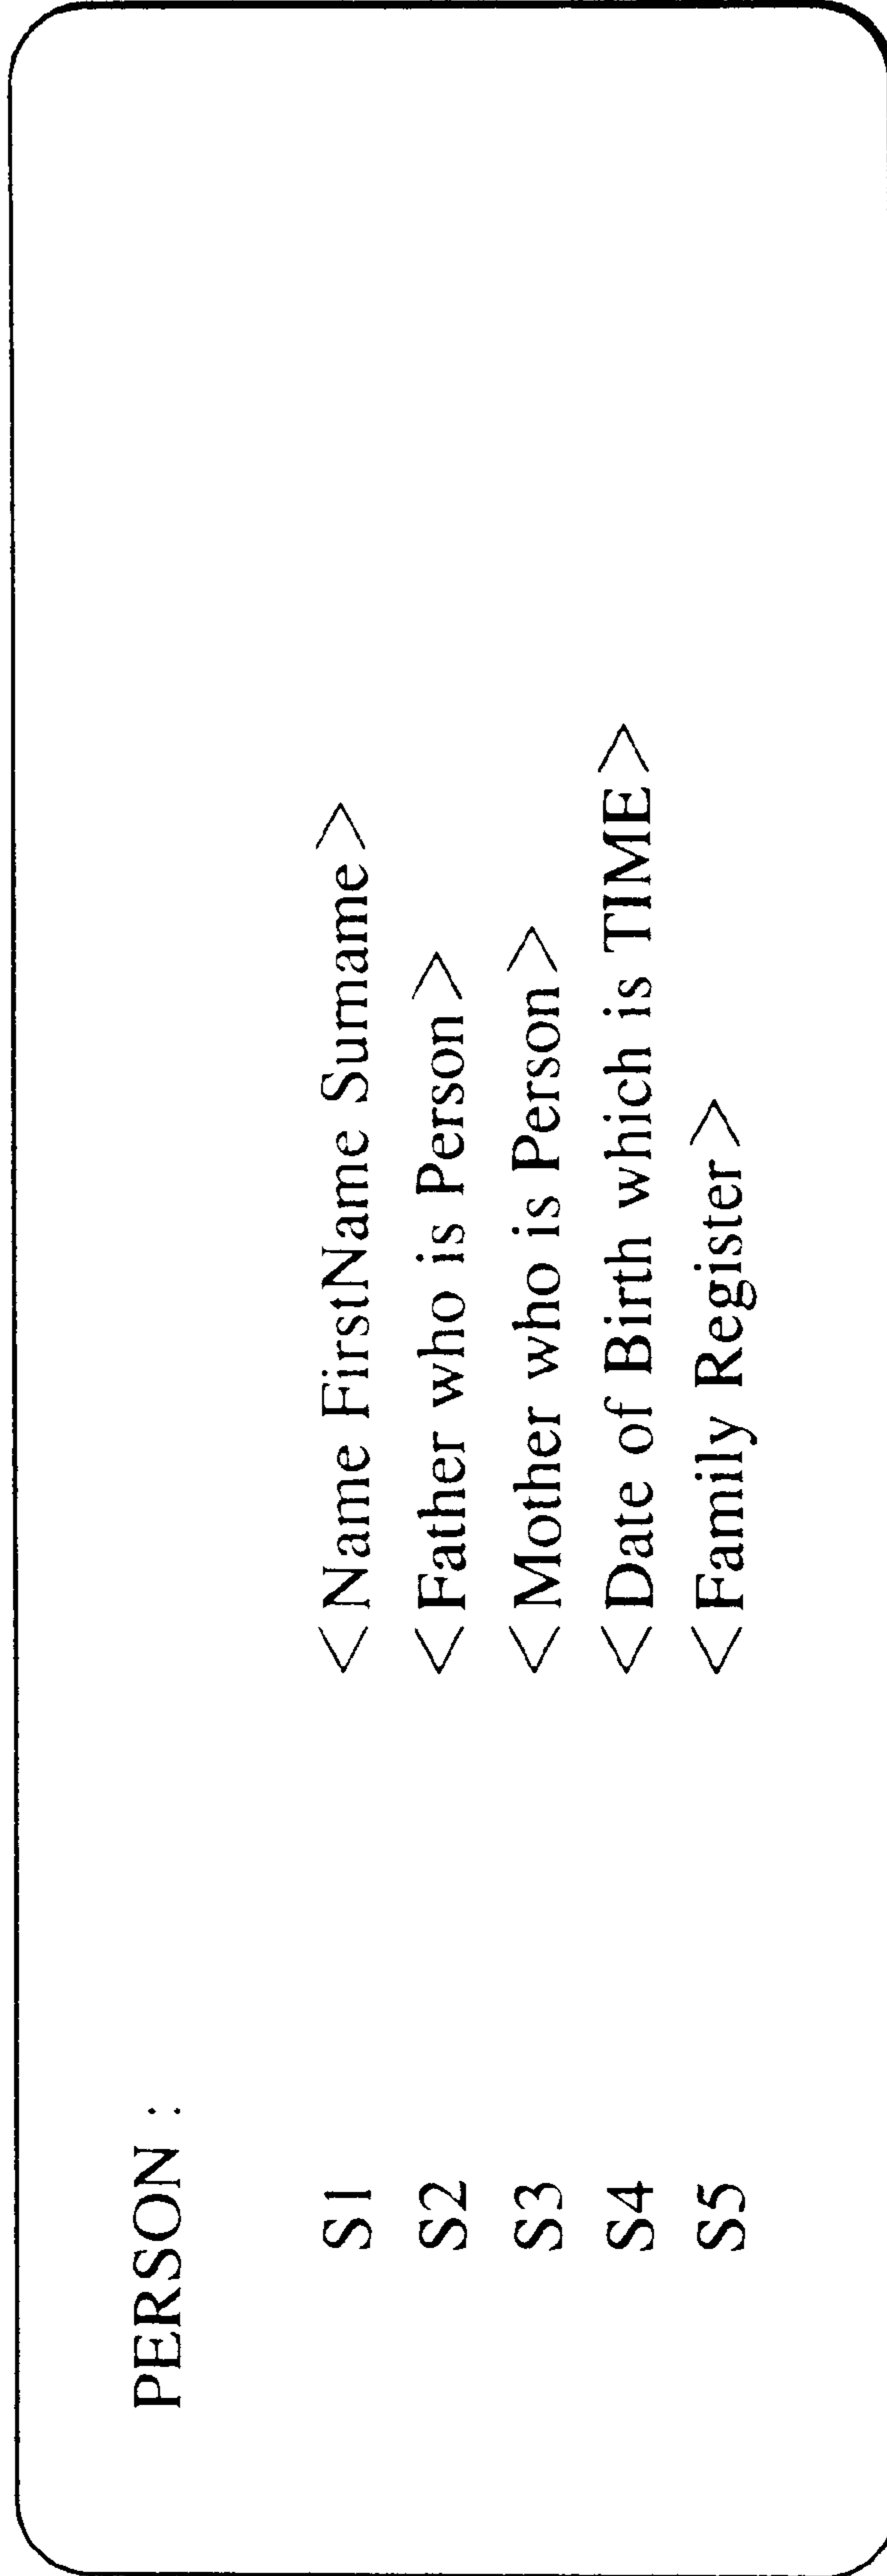 PERSON :
S1 <Name FirstName Surname>
S2 <Father who is Person>
S3 <Mother who is Person>
S4 <Date of Birth which is TIME>
S5 <Family Register>